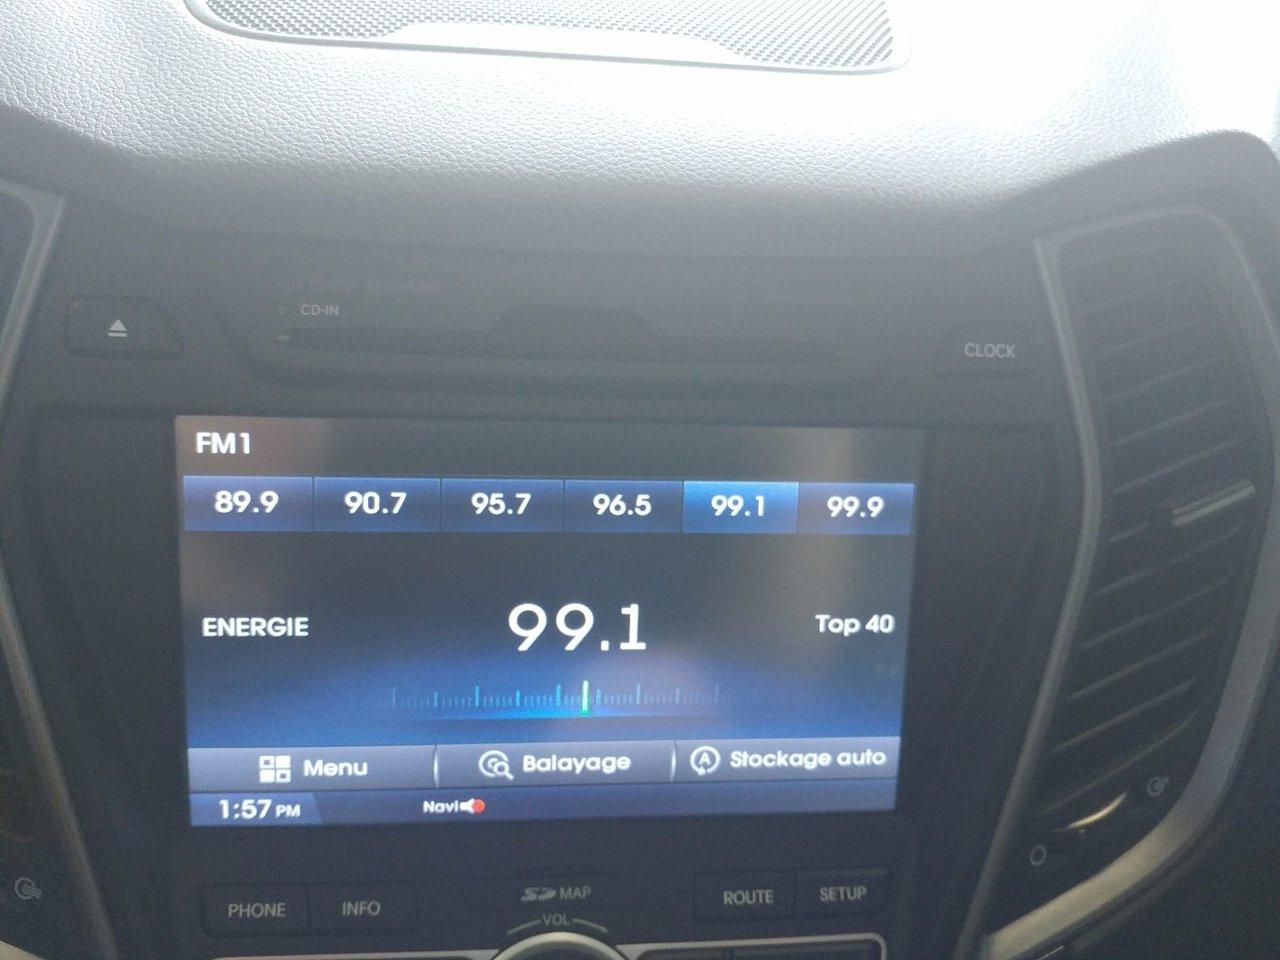 CD-IN
CLOCK
FM1
89.9 90.7 95.7 96.5 99.1 99.9
ENERGIE 99.1 Top 40
Menu Balayage A Stockage auto
1:57 PM Navi
PHONE INFO SD MAP ROUTE SETUP
VOL